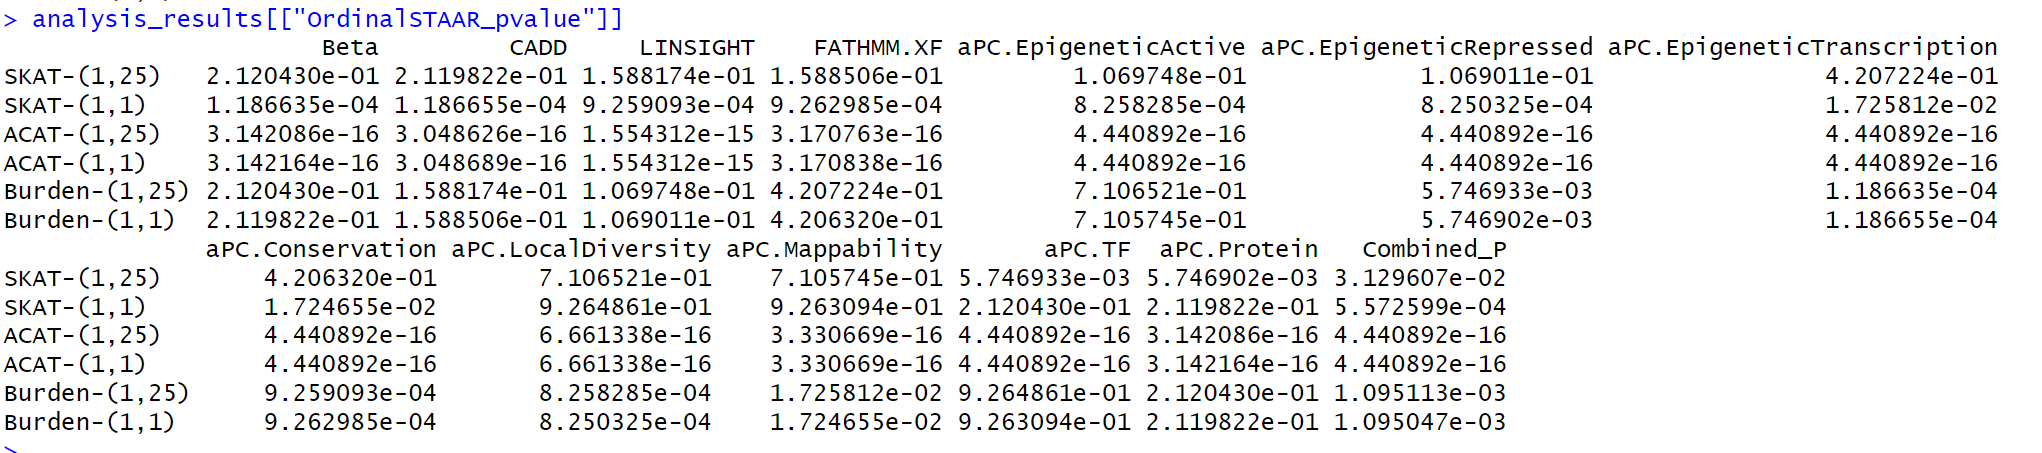 > analysis_results[["OrdinalSTAAR_pvalue"]]
Beta CADD LINSIGHT FATHMM.XF aPC.EpigeneticActive aPC.EpigeneticRepressed aPC.EpigeneticTranscription
SKAT-(1,25) 2.120430e-01 2.119822e-01 1.588174e-01 1.588506e-01 1.069748e-01 1.069011e-01 4.207224e-01
SKAT-(1,1) 1.186635e-04 1.186655e-04 9.259093e-04 9.262985e-04 8.258285e-04 8.250325e-04 1.725812e-02
ACAT-(1,25) 3.142086e-16 3.048626e-16 1.554312e-15 3.170763e-16 4.440892e-16 4.440892e-16 4.440892e-16
ACAT-(1,1) 3.142164e-16 3.048689e-16 1.554312e-15 3.170838e-16 4.440892e-16 4.440892e-16 4.440892e-16
Burden-(1,25) 2.120430e-01 1.588174e-01 1.069748e-01 4.207224e-01 7.106521e-01 5.746933e-03 1.186635e-04
Burden-(1,1) 2.119822e-01 1.588506e-01 1.069011e-01 4.206320e-01 7.105745e-01 5.746902e-03 1.186655e-04
aPC.Conservation aPC.LocalDiversity aPC.Mappability aPC.TF aPC.Protein Combined_P
SKAT-(1,25) 4.206320e-01 7.106521e-01 7.105745e-01 5.746933e-03 5.746902e-03 3.129607e-02
SKAT-(1,1) 1.724655e-02 9.264861e-01 9.263094e-01 2.120430e-01 2.119822e-01 5.572599e-04
ACAT-(1,25) 4.440892e-16 6.661338e-16 3.330669e-16 4.440892e-16 3.142086e-16 4.440892e-16
ACAT-(1,1) 4.440892e-16 6.661338e-16 3.330669e-16 4.440892e-16 3.142164e-16 4.440892e-16
Burden-(1,25) 9.259093e-04 8.258285e-04 1.725812e-02 9.264861e-01 2.120430e-01 1.095113e-03
Burden-(1,1) 9.262985e-04 8.250325e-04 1.724655e-02 9.263094e-01 2.119822e-01 1.095047e-03
>